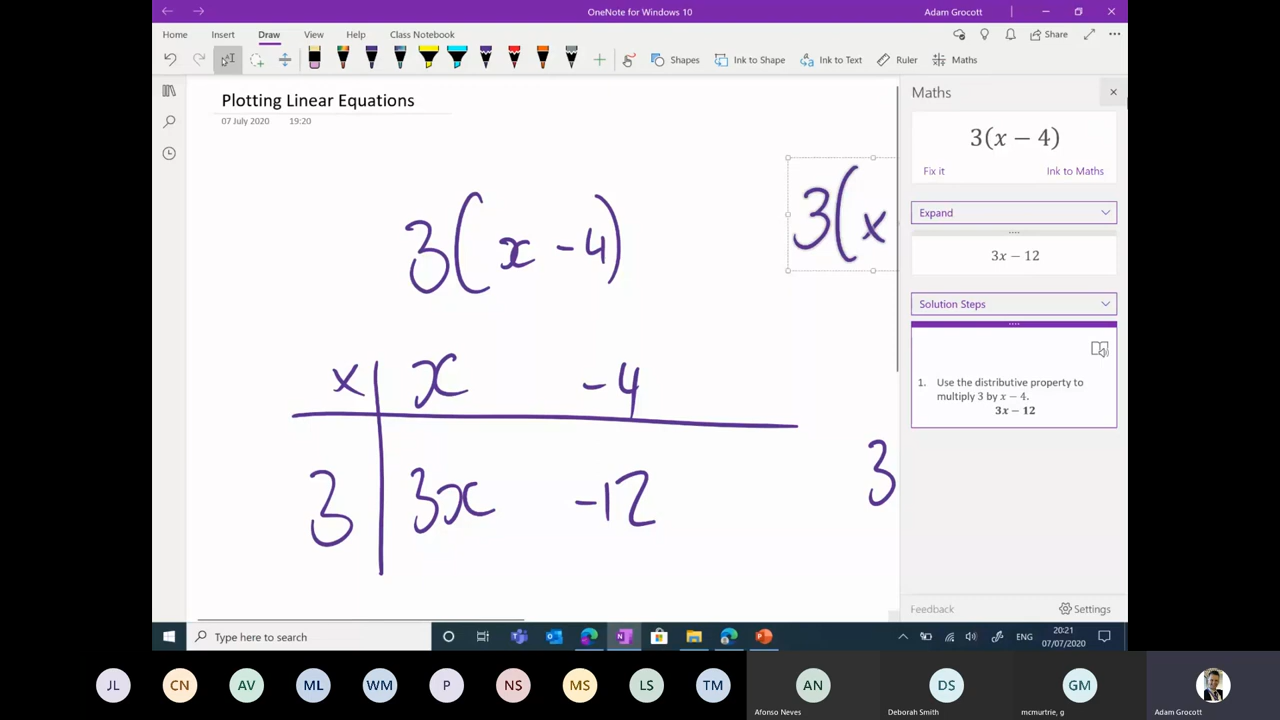 OneNote for Windows 10
Adam Grocott
Home Insert Draw View Help Class Notebook
Share
Shapes Ink to Shape Ink to Text Ruler Maths
Plotting Linear Equations
07 July 2020 19:20
3(x -4)
x x -4
3 3x -12
3(x
3
Maths
3(x − 4)
Fix it Ink to Maths
Expand
3x − 12
Solution Steps
1. Use the distributive property to
multiply 3 by x − 4.
3x − 12
Feedback Settings
Type here to search
ENG
20:21
07/07/2020
JL CN AV ML WM P NS MS LS TM AN DS GM
Afonso Neves Deborah Smith mcmurtrie, g Adam Grocott